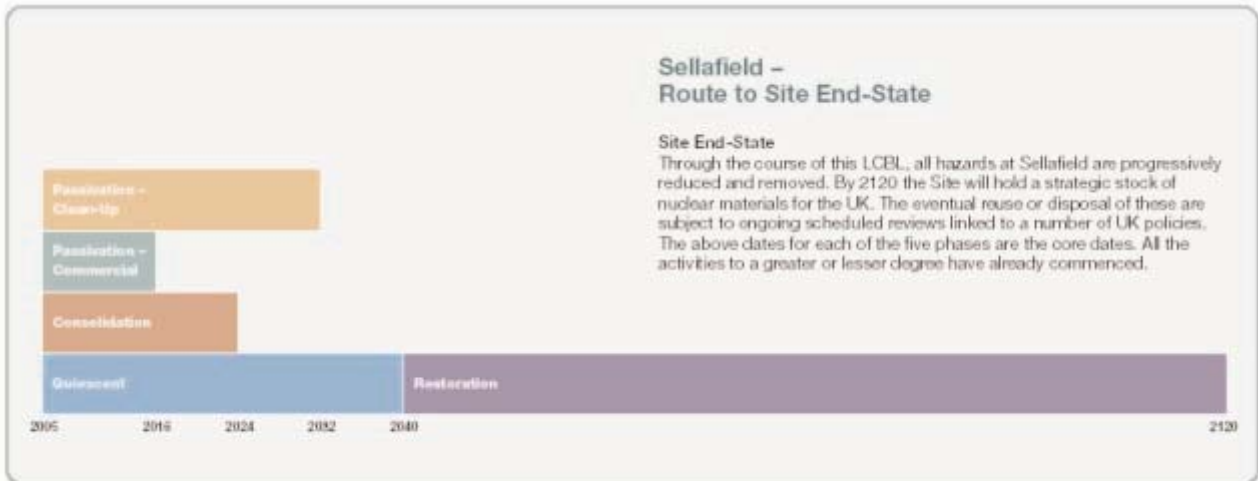 Sellafield –
Route to Site End-State
Site End-State
Through the course of this LCBL, all hazards at Sellafield are progressively
reduced and removed. By 2120 the Site will hold a strategic stock of
nuclear materials for the UK. The eventual reuse or disposal of these are
subject to ongoing scheduled reviews linked to a number of UK policies.
The above dates for each of the five phases are the core dates. All the
activities to a greater or lesser degree have already commenced.
Passivation –
Clean-Up
Passivation –
Commercial
Consolidation
Quiescent
Restoration
2005 2016 2024 2032 2040 2120